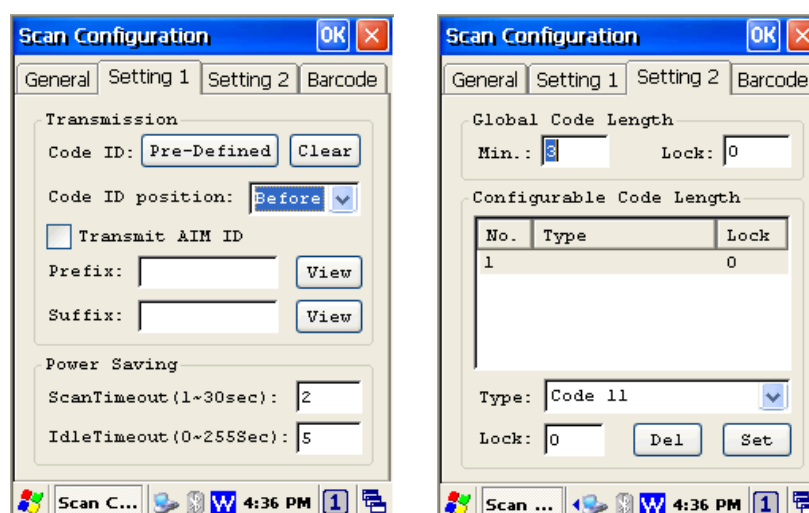 Scan Configuration OK
General Setting 1 Setting 2 Barcode
Transmission
Code ID: Pre-Defined Clear
Code ID position: Before
Transmit AIM ID
Prefix: View
Suffix: View
Power Saving
ScanTimeout(1~30sec): 2
IdleTimeout(0~255Sec): 5
Scan C... W 4:36 PM 1
Scan Configuration OK
General Setting 1 Setting 2 Barcode
Global Code Length
Min.: 3 Lock: 0
Configurable Code Length
No. Type Lock
1 0
Type: Code 11
Lock: 0 Del Set
Scan ... W 4:36 PM 1